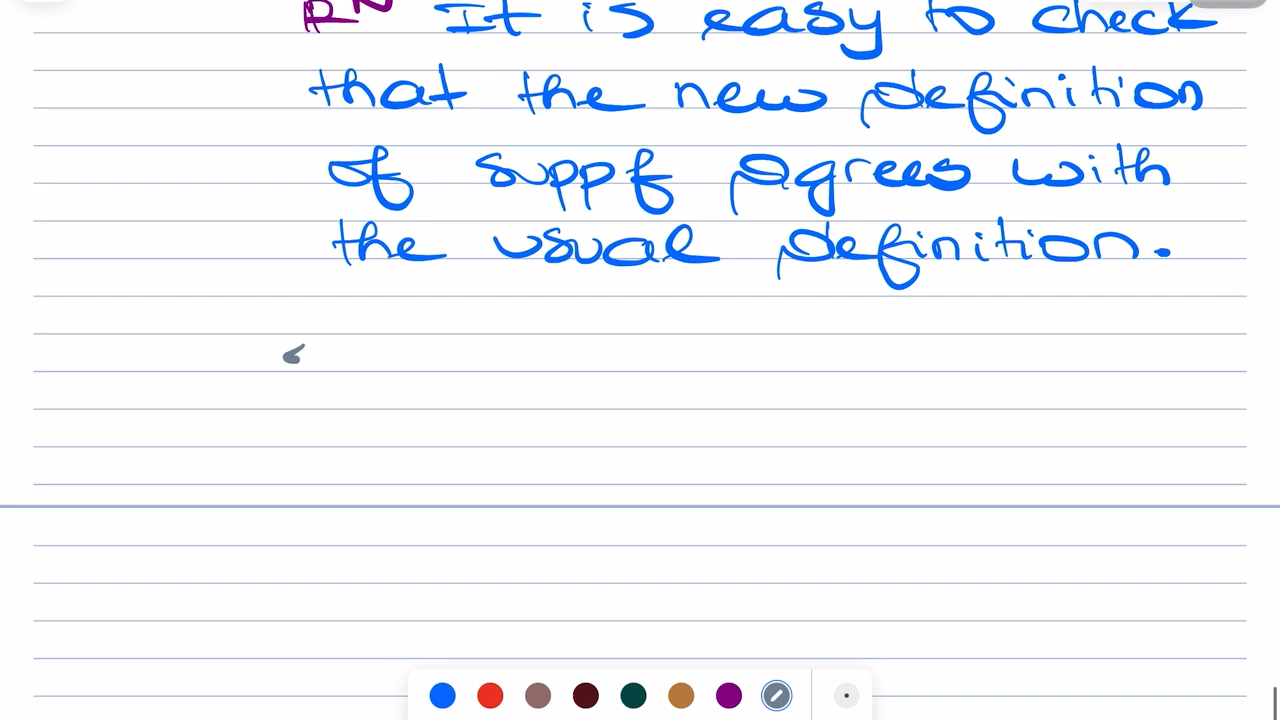 R^N It is easy to check
that the new definition
of suppf agrees with
the usual definition.